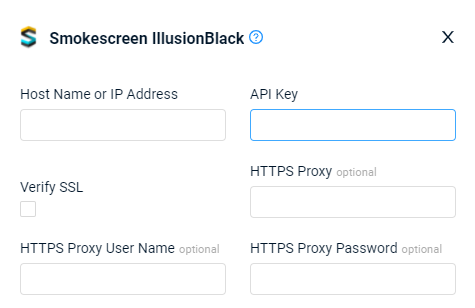 Smokescreen IllusionBlack
X
Host Name or IP Address
API Key
Verify SSL
HTTPS Proxy optional
HTTPS Proxy User Name optional
HTTPS Proxy Password optional